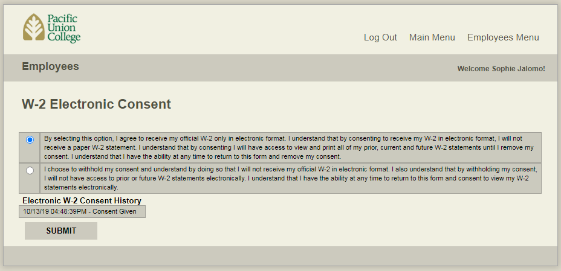 Pacific
Union
College
Log Out Main Menu Employees Menu
Employees
Welcome Sophie Jalomo!
W-2 Electronic Consent
By selecting this option, I agree to receive my official W-2 only in electronic format. I understand that by consenting to receive my W-2 in electronic format, I will not
receive a paper W-2 statement. I understand that by consenting I will have access to view and print all of my prior, current and future W-2 statements until I remove my
consent. I understand that I have the ability at any time to return to this form and remove my consent.
I choose to withhold my consent and understand by doing so that I will not receive my official W-2 in electronic format. I also understand that by withholding my consent,
I will not have access to prior or future W-2 statements electronically. I understand that I have the ability at any time to return to this form and consent to view my W-2
statements electronically.
Electronic W-2 Consent History
10/13/19 04:46:39PM - Consent Given
SUBMIT